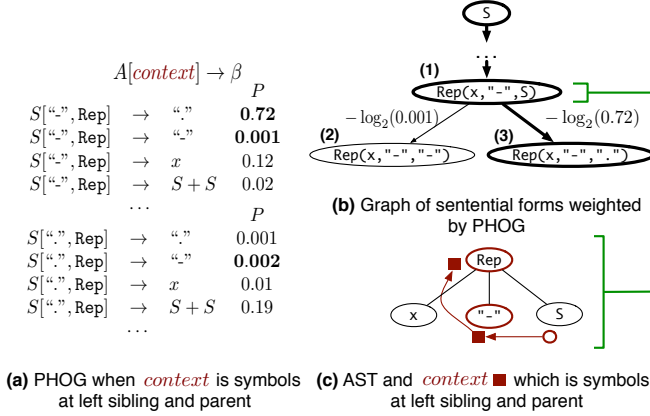 A[context] → β
P
S["-", Rep] → "." 0.72
S["-", Rep] → "-" 0.001
S["-", Rep] → x 0.12
S["-", Rep] → S + S 0.02
...
P
S[".", Rep] → "." 0.001
S[".", Rep] → "-" 0.002
S[".", Rep] → x 0.01
S[".", Rep] → S + S 0.19
...
(a) PHOG when context is symbols
at left sibling and parent
S
...
(1)
Rep(x,"-",S)
− log₂(0.001) − log₂(0.72)
(2) (3)
Rep(x,"-","-") Rep(x,"-",".")
(b) Graph of sentential forms weighted
by PHOG
Rep
x "-" S
(c) AST and context ■ which is symbols
at left sibling and parent